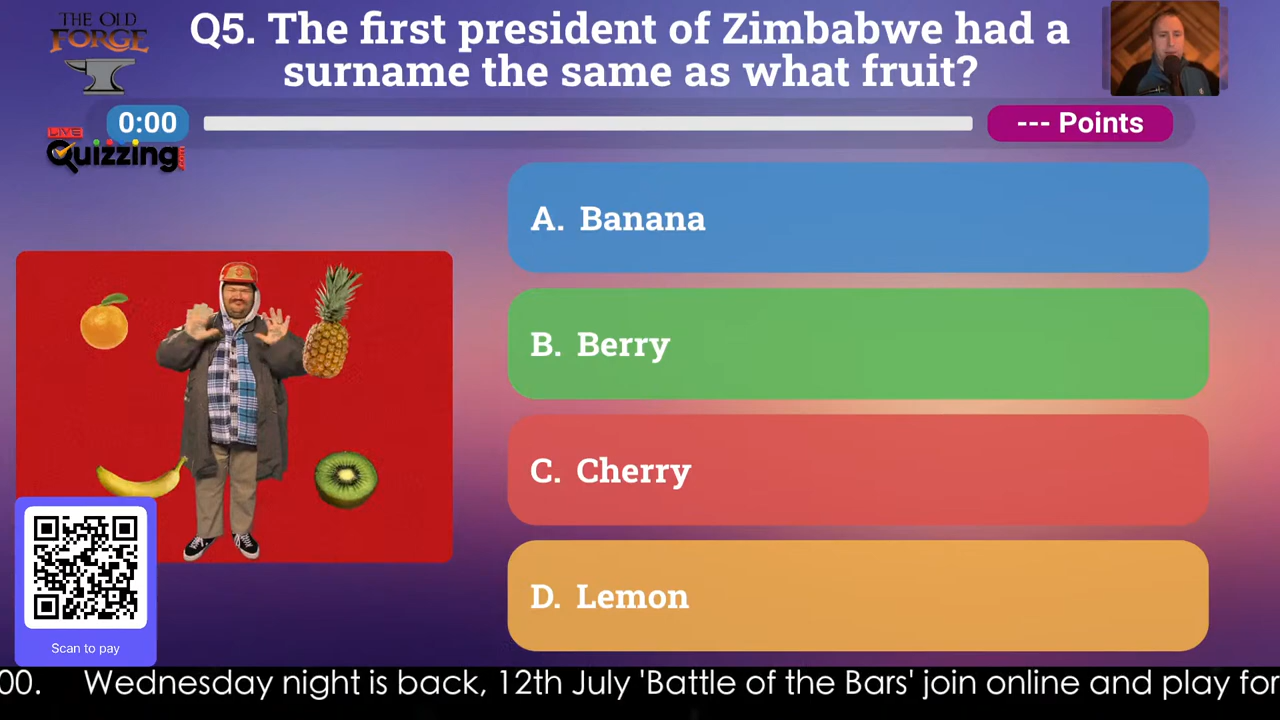 THE OLD
FORGE
Q5. The first president of Zimbabwe had a
surname the same as what fruit?
0:00
--- Points
LIVE
Quizzing
A. Banana
B. Berry
C. Cherry
D. Lemon
Scan to pay
00. Wednesday night is back, 12th July 'Battle of the Bars' join online and play for